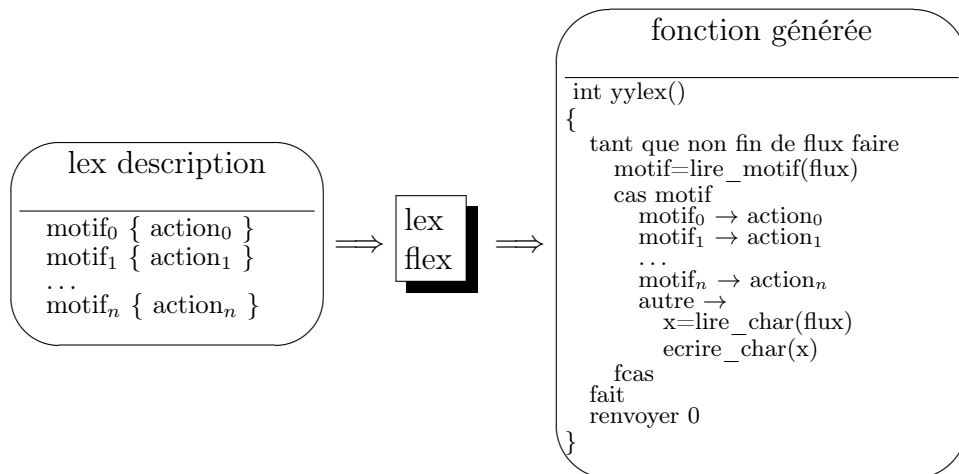 lex description
motif₀ { action₀ }
motif₁ { action₁ }
...
motifₙ { actionₙ }
⟹
lex
flex
⟹
fonction générée
int yylex()
{
tant que non fin de flux faire
motif=lire_motif(flux)
cas motif
motif₀ → action₀
motif₁ → action₁
...
motifₙ → actionₙ
autre →
x=lire_char(flux)
ecrire_char(x)
fcas
fait
renvoyer 0
}